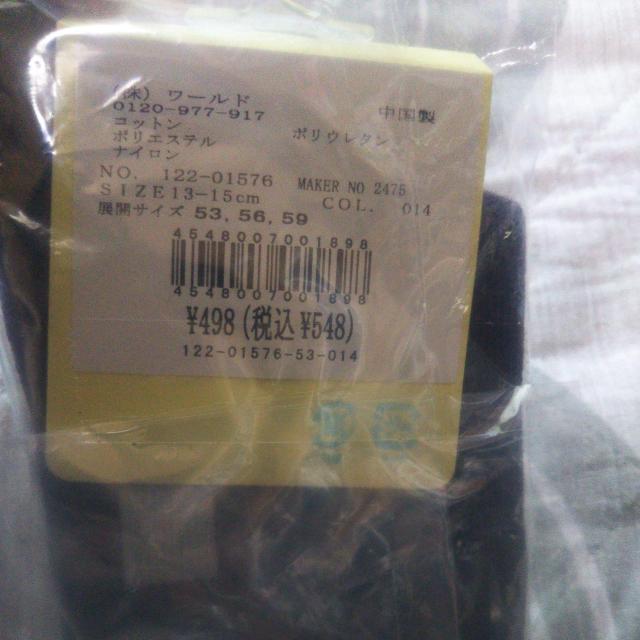 (株) ワールド
0120-977-917 中国製
コットン ポリウレタン
ポリエステル
ナイロン
NO. 122-01576 MAKER NO 2475
SIZE13-15cm COL. 014
展開サイズ 53,56,59
4548007001898
4548007001898
¥498(税込¥548)
122-01576-53-014